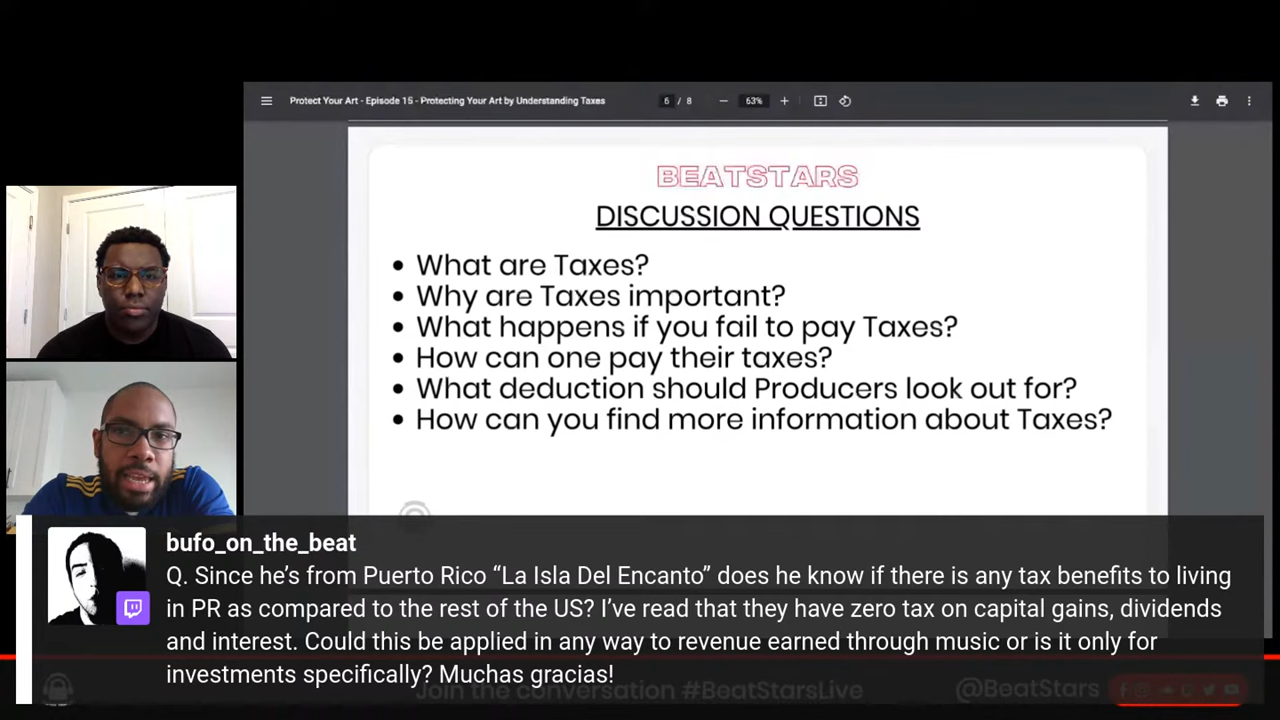 Protect Your Art - Episode 15 - Protecting Your Art by Understanding Taxes
6 / 8
63%
BEATSTARS
DISCUSSION QUESTIONS
• What are Taxes?
• Why are Taxes important?
• What happens if you fail to pay Taxes?
• How can one pay their taxes?
• What deduction should Producers look out for?
• How can you find more information about Taxes?
bufo_on_the_beat
Q. Since he’s from Puerto Rico “La Isla Del Encanto” does he know if there is any tax benefits to living
in PR as compared to the rest of the US? I’ve read that they have zero tax on capital gains, dividends
and interest. Could this be applied in any way to revenue earned through music or is it only for
investments specifically? Muchas gracias!
Join the conversation #BeatStarsLive
@BeatStars